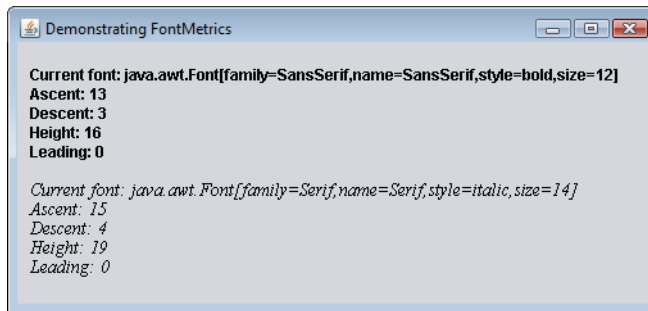 Demonstrating FontMetrics
Current font: java.awt.Font[family=SansSerif,name=SansSerif,style=bold,size=12]
Ascent: 13
Descent: 3
Height: 16
Leading: 0
Current font: java.awt.Font[family=Serif,name=Serif,style=italic,size=14]
Ascent: 15
Descent: 4
Height: 19
Leading: 0